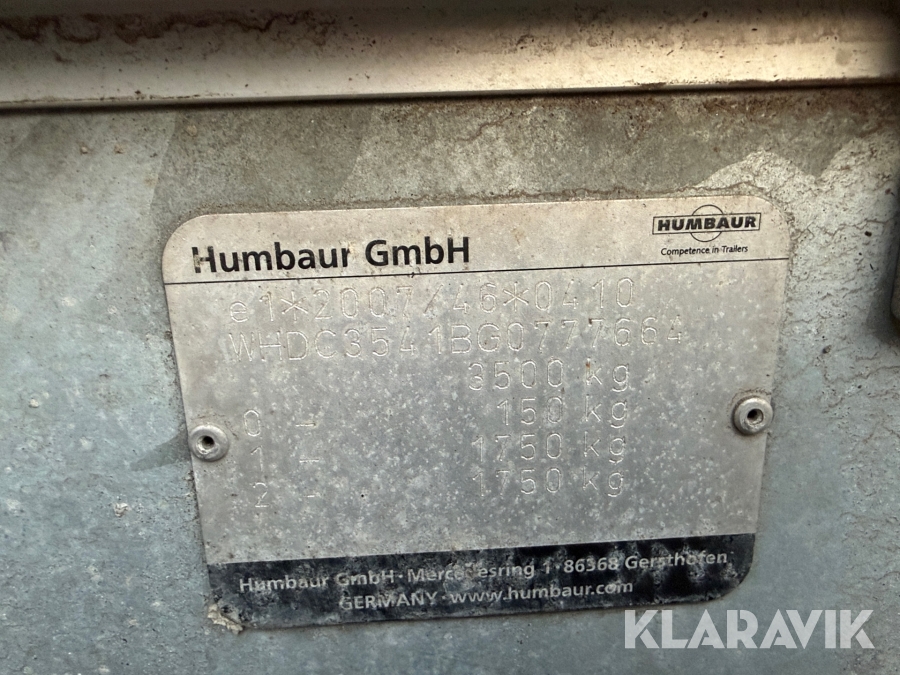 Humbaur GmbH
HUMBAUR
Competence in Trailers
e1*2007/46*0410
WHDC3541BG0777664
3500 kg
0 - 150 kg
1 - 1750 kg
2 - 1750 kg
Humbaur GmbH · Mercedesring 1 · 86368 Gersthofen
GERMANY · www.humbaur.com
KLARAVIK